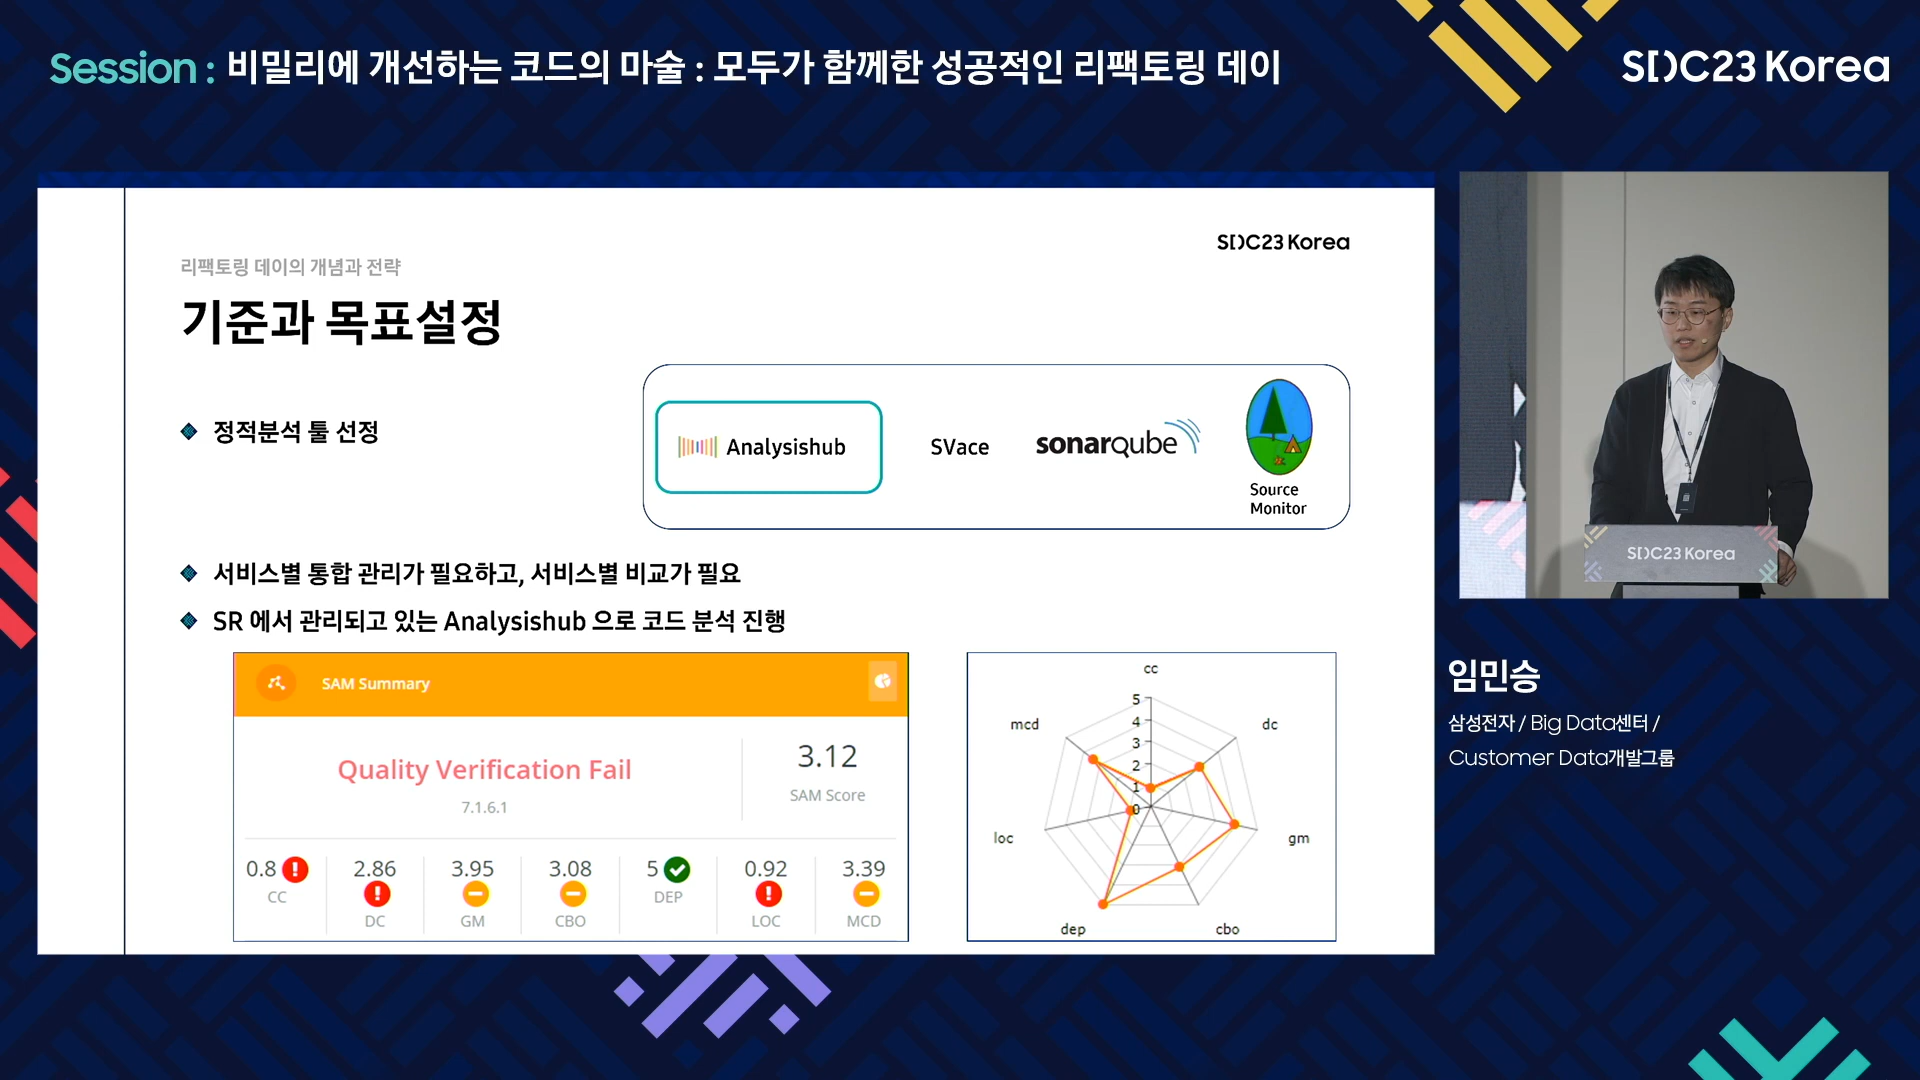 Session : 비밀리에 개선하는 코드의 마술 : 모두가 함께한 성공적인 리팩토링 데이
SDC23 Korea
SDC23 Korea
리팩토링 데이의 개념과 전략
기준과 목표설정
정적분석 툴 선정
Analysishub
SVace
sonarqube
Source
Monitor
서비스별 통합 관리가 필요하고, 서비스별 비교가 필요
SR 에서 관리되고 있는 Analysishub 으로 코드 분석 진행
SAM Summary
Quality Verification Fail
7.1.6.1
3.12
SAM Score
0.8
CC
2.86
DC
3.95
GM
3.08
CBO
5
DEP
0.92
LOC
3.39
MCD
cc
dc
gm
cbo
dep
loc
mcd
5
4
3
2
1
0
SDC23 Korea
임민승
삼성전자 / Big Data센터 /
Customer Data개발그룹